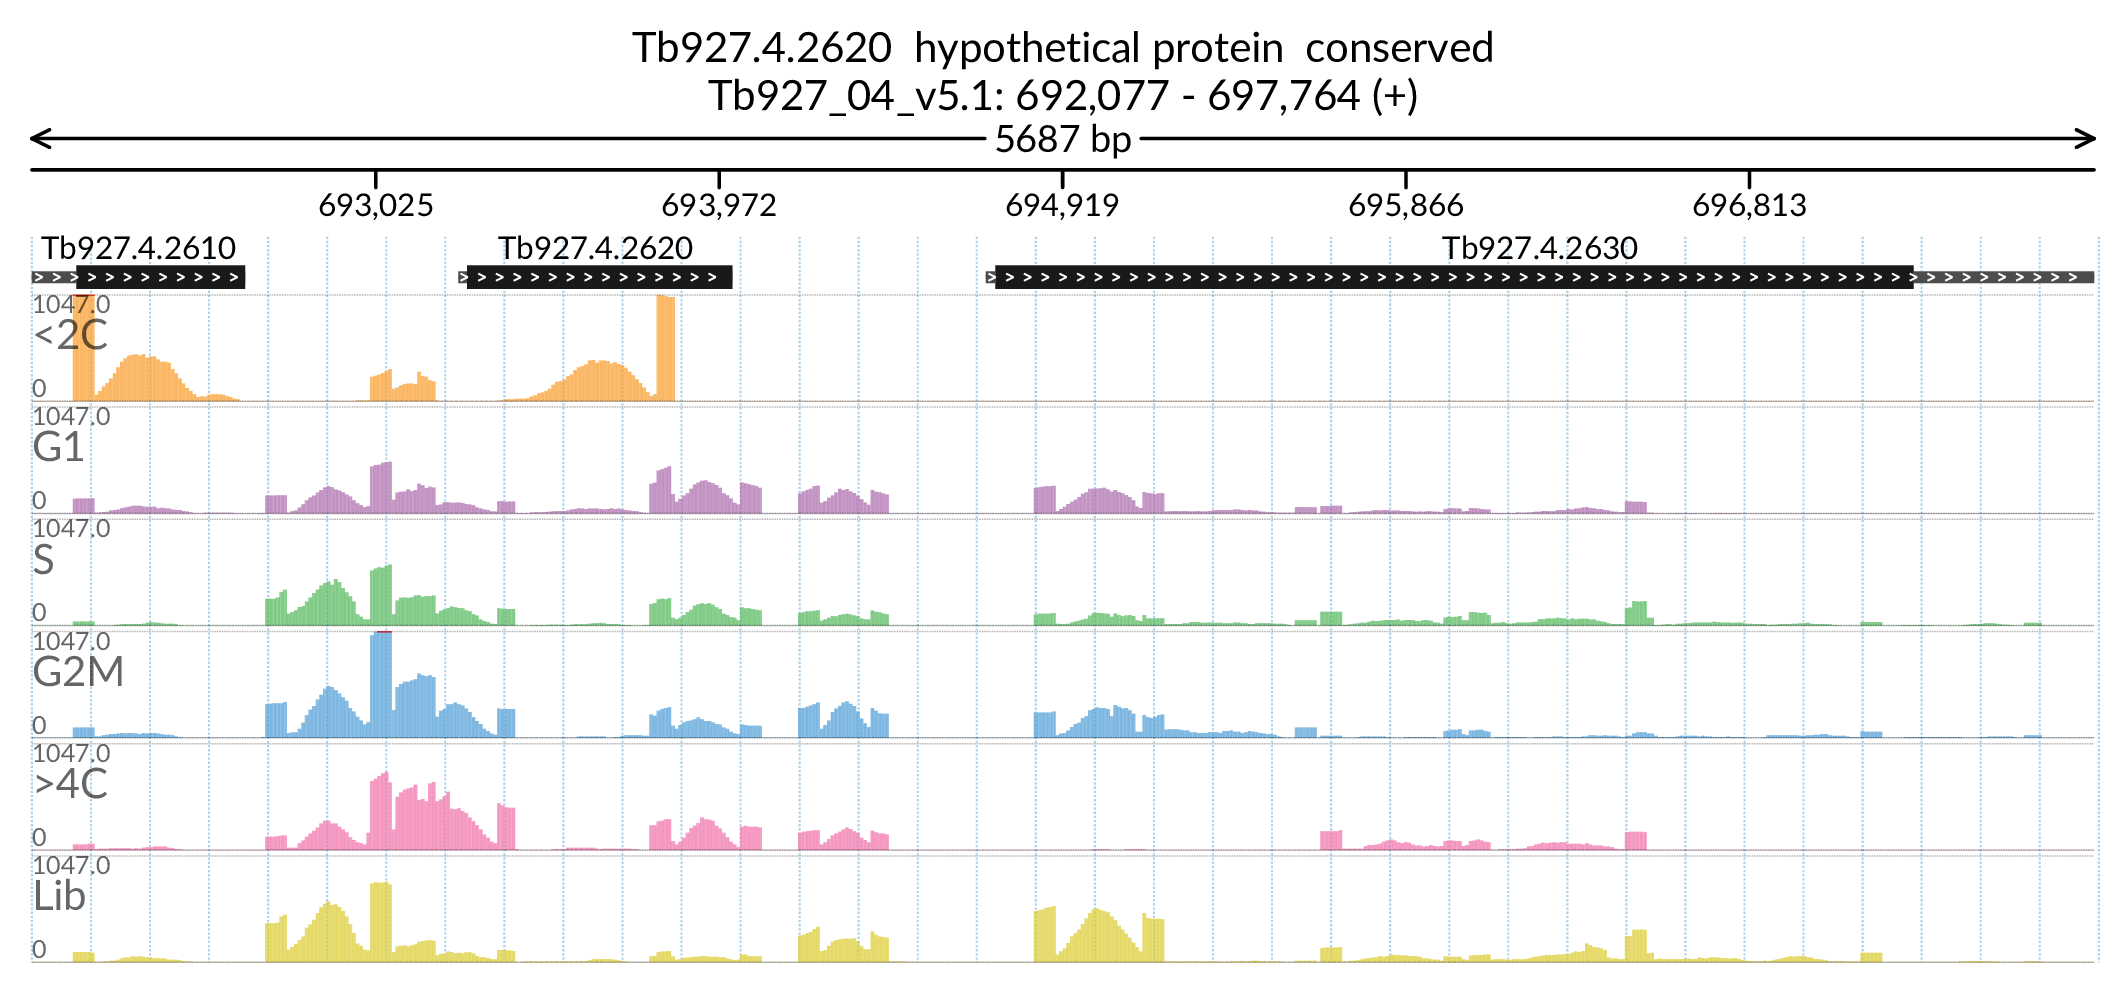 Tb927.4.2620  hypothetical protein  conserved
Tb927_04_v5.1: 692,077 - 697,764 (+)
5687 bp
693,025 693,972 694,919 695,866 696,813
Tb927.4.2610 Tb927.4.2620 Tb927.4.2630
1047.0
<2C
0
1047.0
G1
0
1047.0
S
0
1047.0
G2M
0
1047.0
>4C
0
1047.0
Lib
0